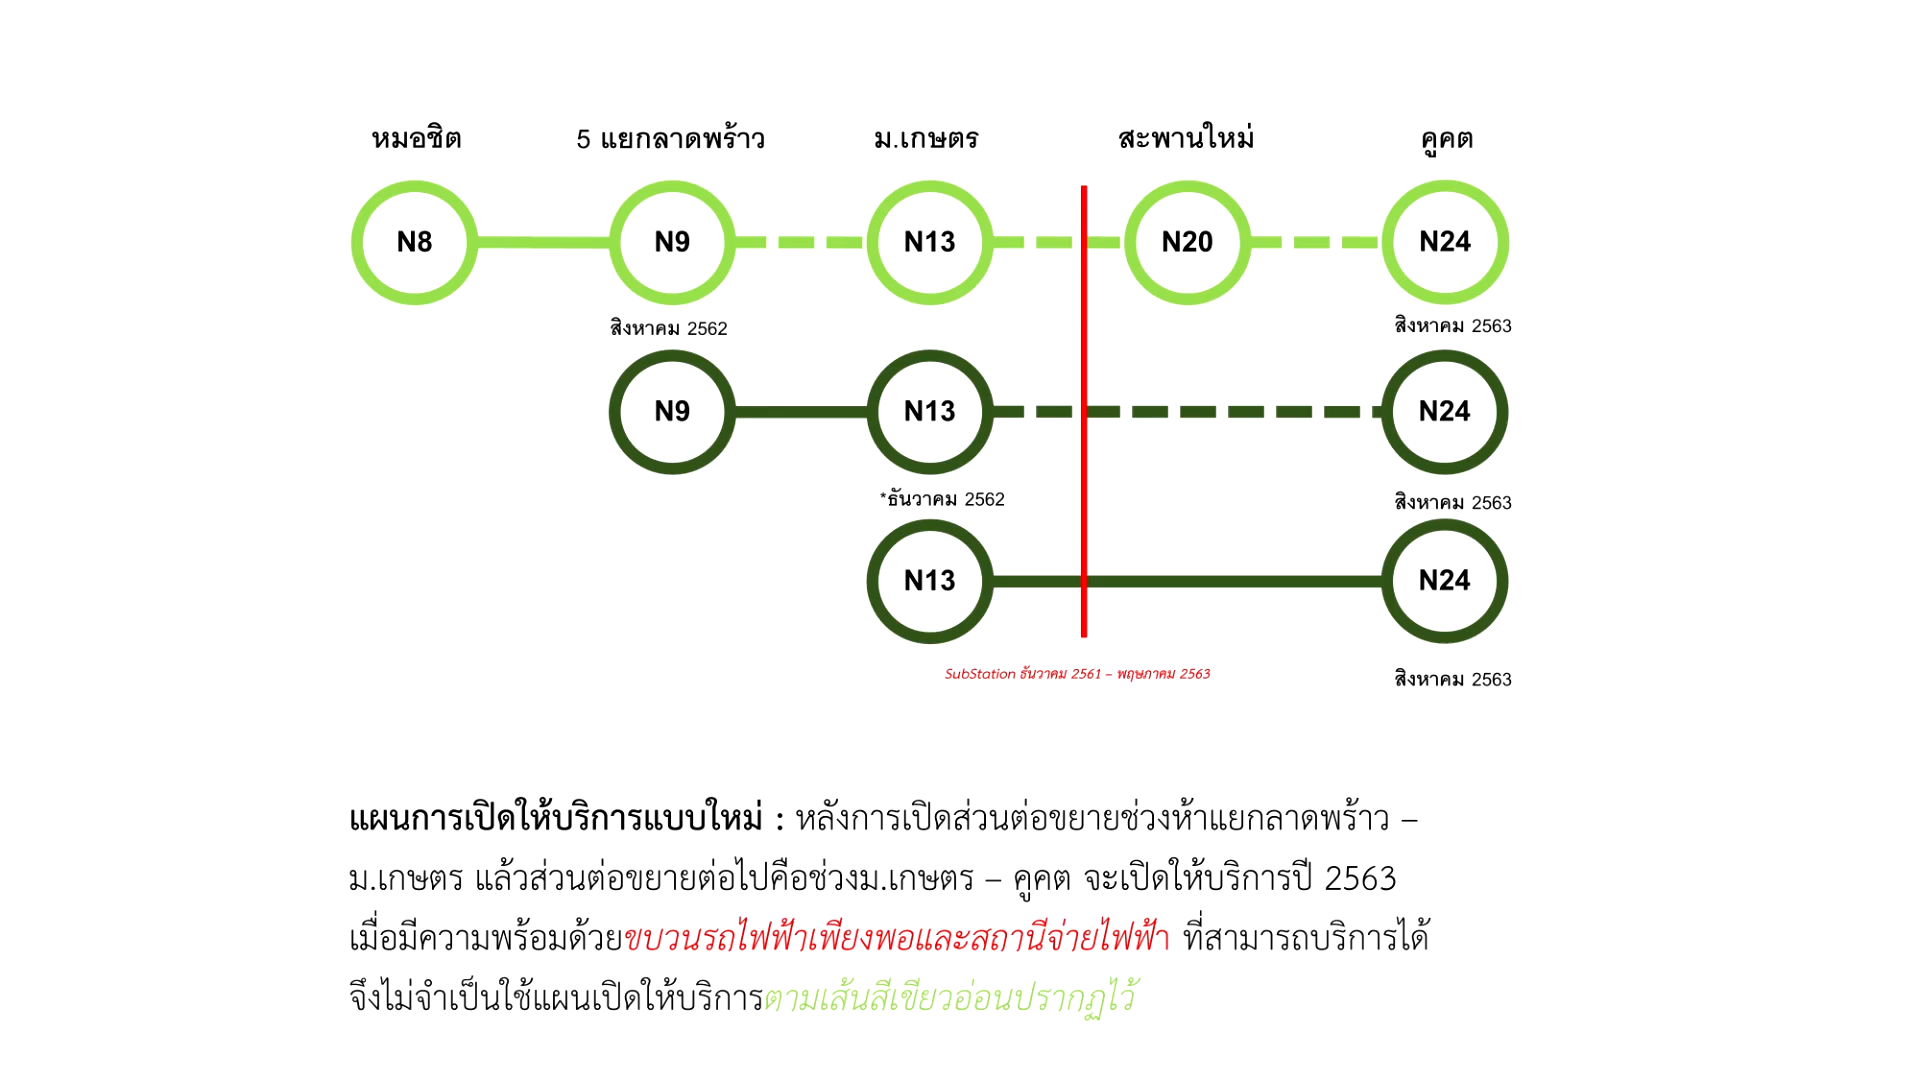 หมอชิต 5 แยกลาดพร้าว ม.เกษตร สะพานใหม่ คูคต
N8 N9 N13 N20 N24
สิงหาคม 2562 สิงหาคม 2563
N9 N13 N24
*ธันวาคม 2562 สิงหาคม 2563
N13 N24
SubStation ธันวาคม 2561 – พฤษภาคม 2563 สิงหาคม 2563
แผนการเปิดให้บริการแบบใหม่ : หลังการเปิดส่วนต่อขยายช่วงห้าแยกลาดพร้าว –
ม.เกษตร แล้วส่วนต่อขยายต่อไปคือช่วงม.เกษตร – คูคต จะเปิดให้บริการปี 2563
เมื่อมีความพร้อมด้วยขบวนรถไฟฟ้าเพียงพอและสถานีจ่ายไฟฟ้า ที่สามารถบริการได้
จึงไม่จำเป็นใช้แผนเปิดให้บริการตามเส้นสีเขียวอ่อนปรากฏไว้